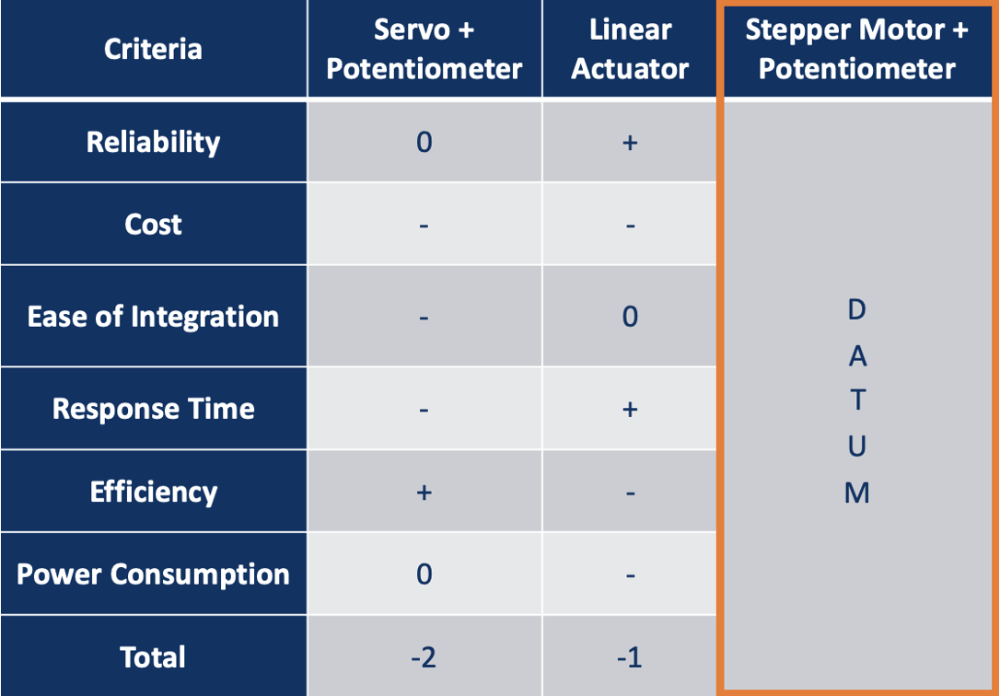 Criteria
Servo +
Potentiometer
Linear
Actuator
Stepper Motor +
Potentiometer
Reliability
0
+
Cost
-
-
Ease of Integration
-
0
Response Time
-
+
Efficiency
+
-
Power Consumption
0
-
Total
-2
-1
D
A
T
U
M